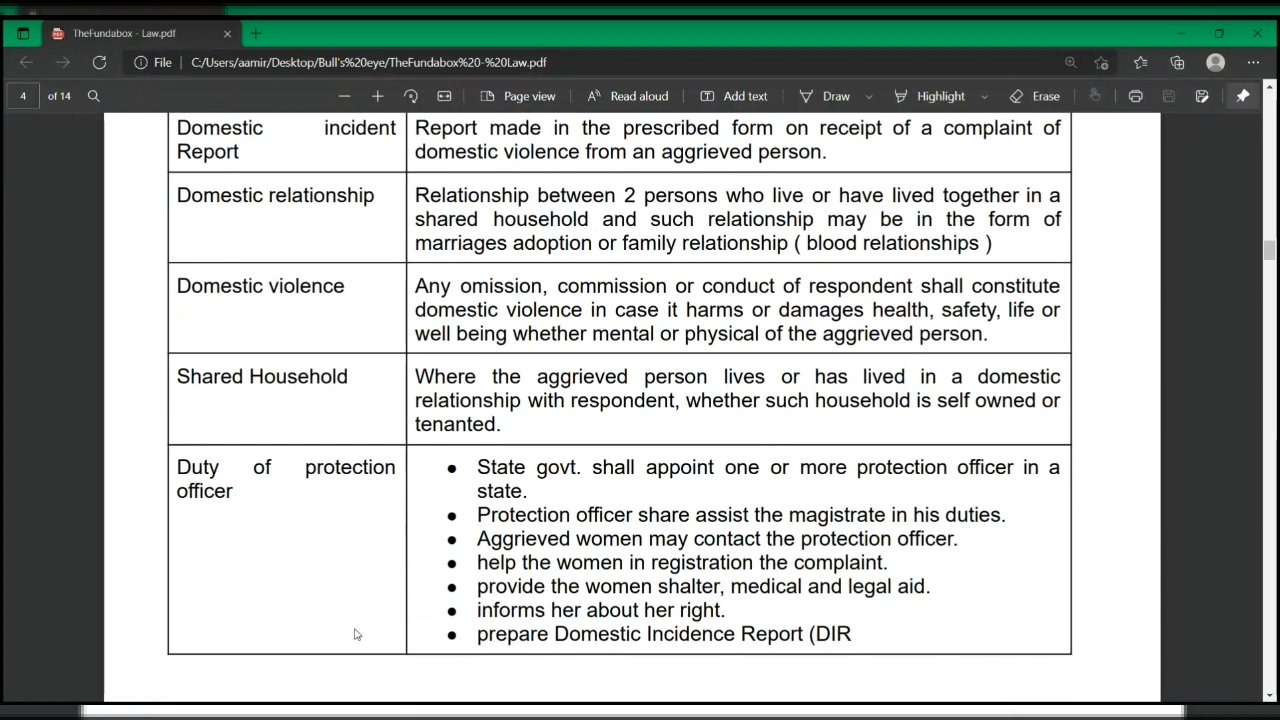 TheFundabox - Law.pdf
File C:/Users/aamir/Desktop/Bull's%20eye/TheFundabox%20-%20Law.pdf
4 of 14 Page view Read aloud Add text Draw Highlight Erase
Domestic incident
Report
Report made in the prescribed form on receipt of a complaint of
domestic violence from an aggrieved person.
Domestic relationship
Relationship between 2 persons who live or have lived together in a
shared household and such relationship may be in the form of
marriages adoption or family relationship ( blood relationships )
Domestic violence
Any omission, commission or conduct of respondent shall constitute
domestic violence in case it harms or damages health, safety, life or
well being whether mental or physical of the aggrieved person.
Shared Household
Where the aggrieved person lives or has lived in a domestic
relationship with respondent, whether such household is self owned or
tenanted.
Duty of protection
officer
● State govt. shall appoint one or more protection officer in a
state.
● Protection officer share assist the magistrate in his duties.
● Aggrieved women may contact the protection officer.
● help the women in registration the complaint.
● provide the women shalter, medical and legal aid.
● informs her about her right.
● prepare Domestic Incidence Report (DIR